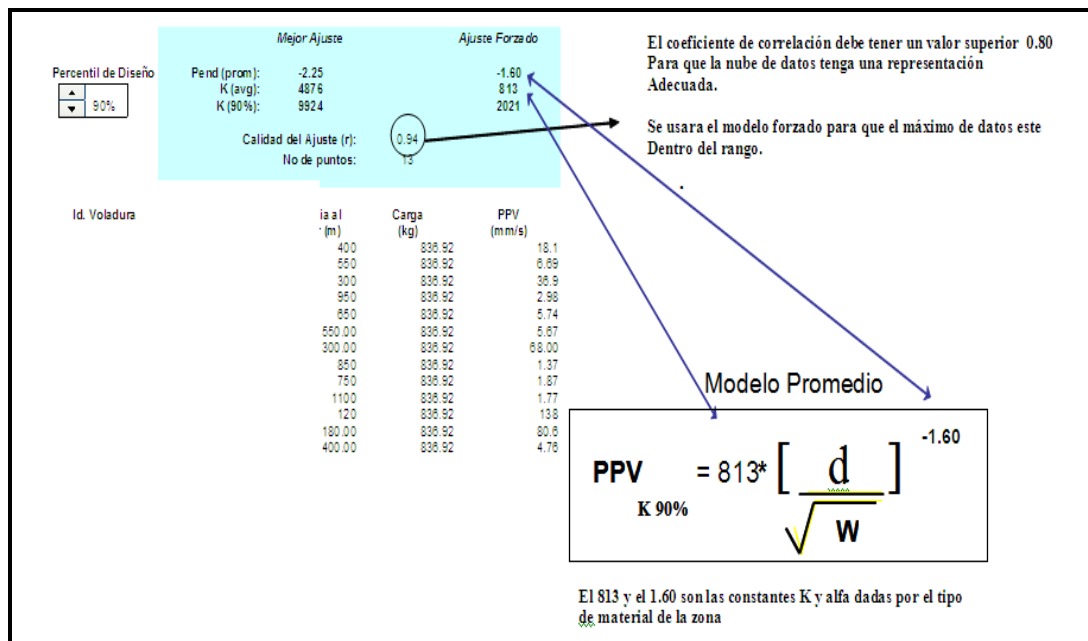 Mejor Ajuste Ajuste Forzado
Percentil de Diseño Pend (prom): -2.25 -1.60
K (avg): 4876 813
90% K (90%): 9924 2021
Calidad del Ajuste (r): 0.94
No de puntos: 13
El coeficiente de correlación debe tener un valor superior 0.80
Para que la nube de datos tenga una representación
Adecuada.
Se usara el modelo forzado para que el máximo de datos este
Dentro del rango.
Id. Voladura ia al Carga PPV
(m) (kg) (mm/s)
400 836.92 18.1
550 836.92 6.69
300 836.92 36.9
950 836.92 2.98
650 836.92 5.74
550.00 836.92 5.67
300.00 836.92 68.00
850 836.92 1.37
750 836.92 1.87
1100 836.92 1.77
120 836.92 138
180.00 836.92 80.6
400.00 836.92 4.76
Modelo Promedio
-1.60
PPV = 813* [ d ]
K 90%
√ W
El 813 y el 1.60 son las constantes K y alfa dadas por el tipo
de material de la zona